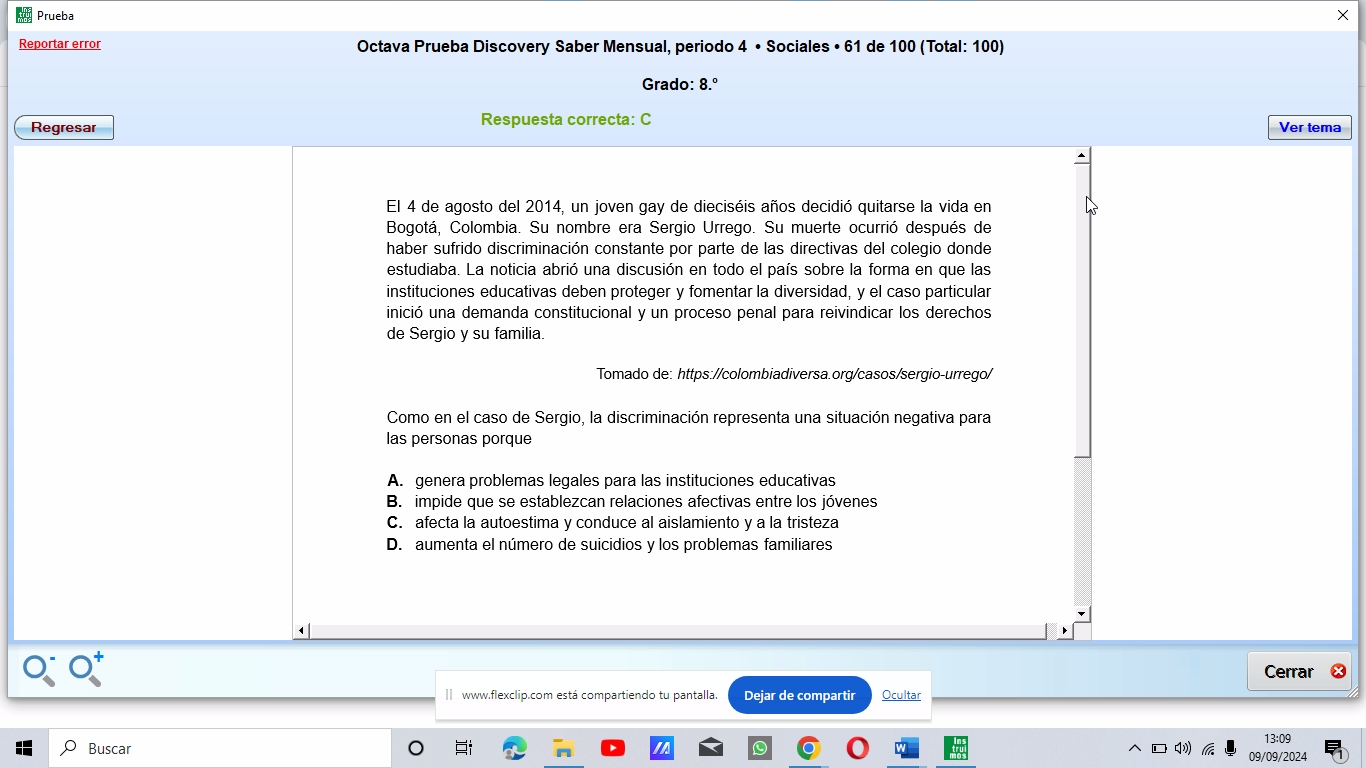 Prueba
Reportar error
Octava Prueba Discovery Saber Mensual, periodo 4 • Sociales • 61 de 100 (Total: 100)
Grado: 8.°
Respuesta correcta: C
Regresar
Ver tema
El 4 de agosto del 2014, un joven gay de dieciséis años decidió quitarse la vida en
Bogotá, Colombia. Su nombre era Sergio Urrego. Su muerte ocurrió después de
haber sufrido discriminación constante por parte de las directivas del colegio donde
estudiaba. La noticia abrió una discusión en todo el país sobre la forma en que las
instituciones educativas deben proteger y fomentar la diversidad, y el caso particular
inició una demanda constitucional y un proceso penal para reivindicar los derechos
de Sergio y su familia.
Tomado de: https://colombiadiversa.org/casos/sergio-urrego/
Como en el caso de Sergio, la discriminación representa una situación negativa para
las personas porque
A. genera problemas legales para las instituciones educativas
B. impide que se establezcan relaciones afectivas entre los jóvenes
C. afecta la autoestima y conduce al aislamiento y a la tristeza
D. aumenta el número de suicidios y los problemas familiares
Cerrar
www.flexclip.com está compartiendo tu pantalla.
Dejar de compartir
Ocultar
Buscar
ins trui mos
13:09
09/09/2024
1